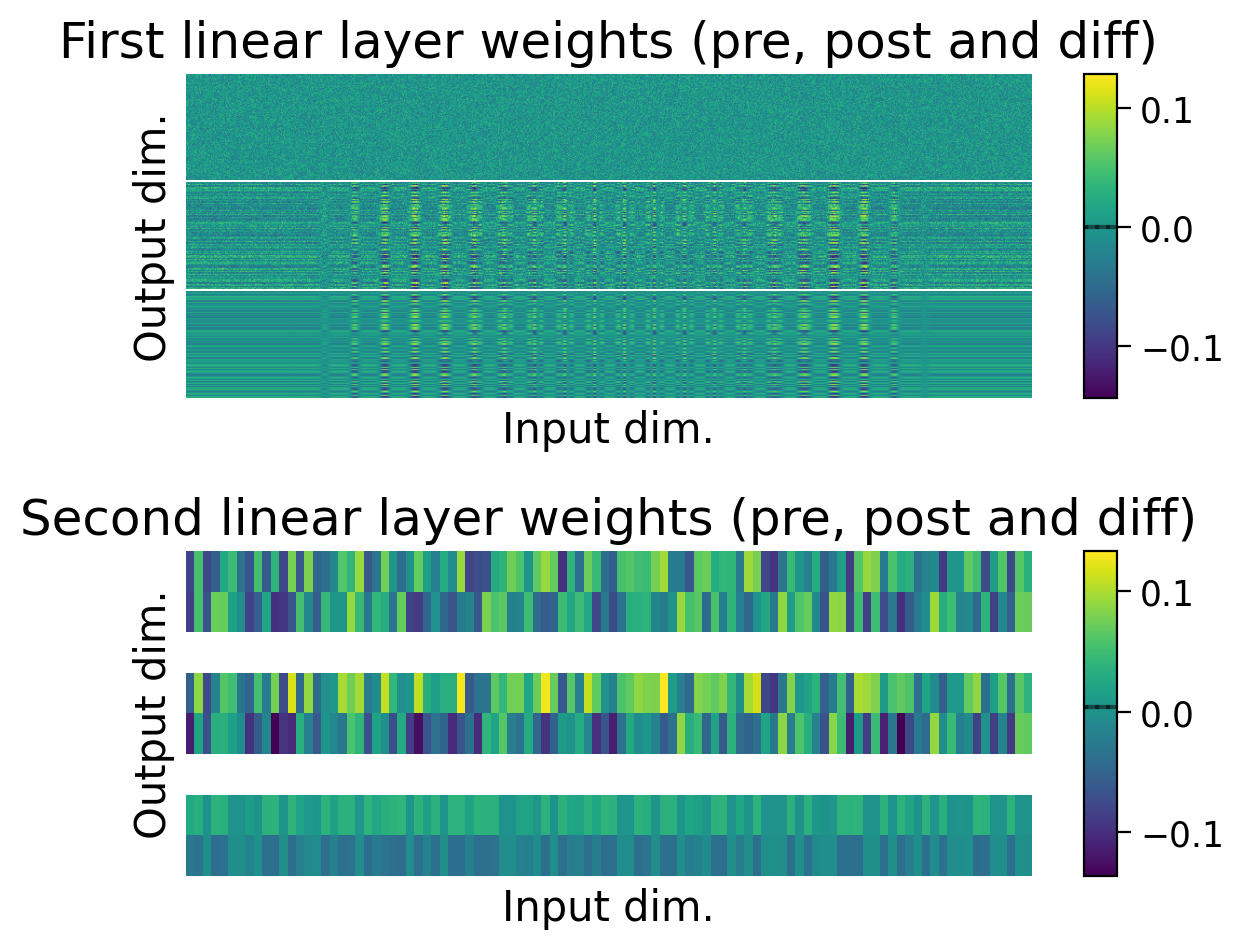 First linear layer weights (pre, post and diff)
Output dim.
0.1
0.0
−0.1
Input dim.
Second linear layer weights (pre, post and diff)
Output dim.
0.1
0.0
−0.1
Input dim.